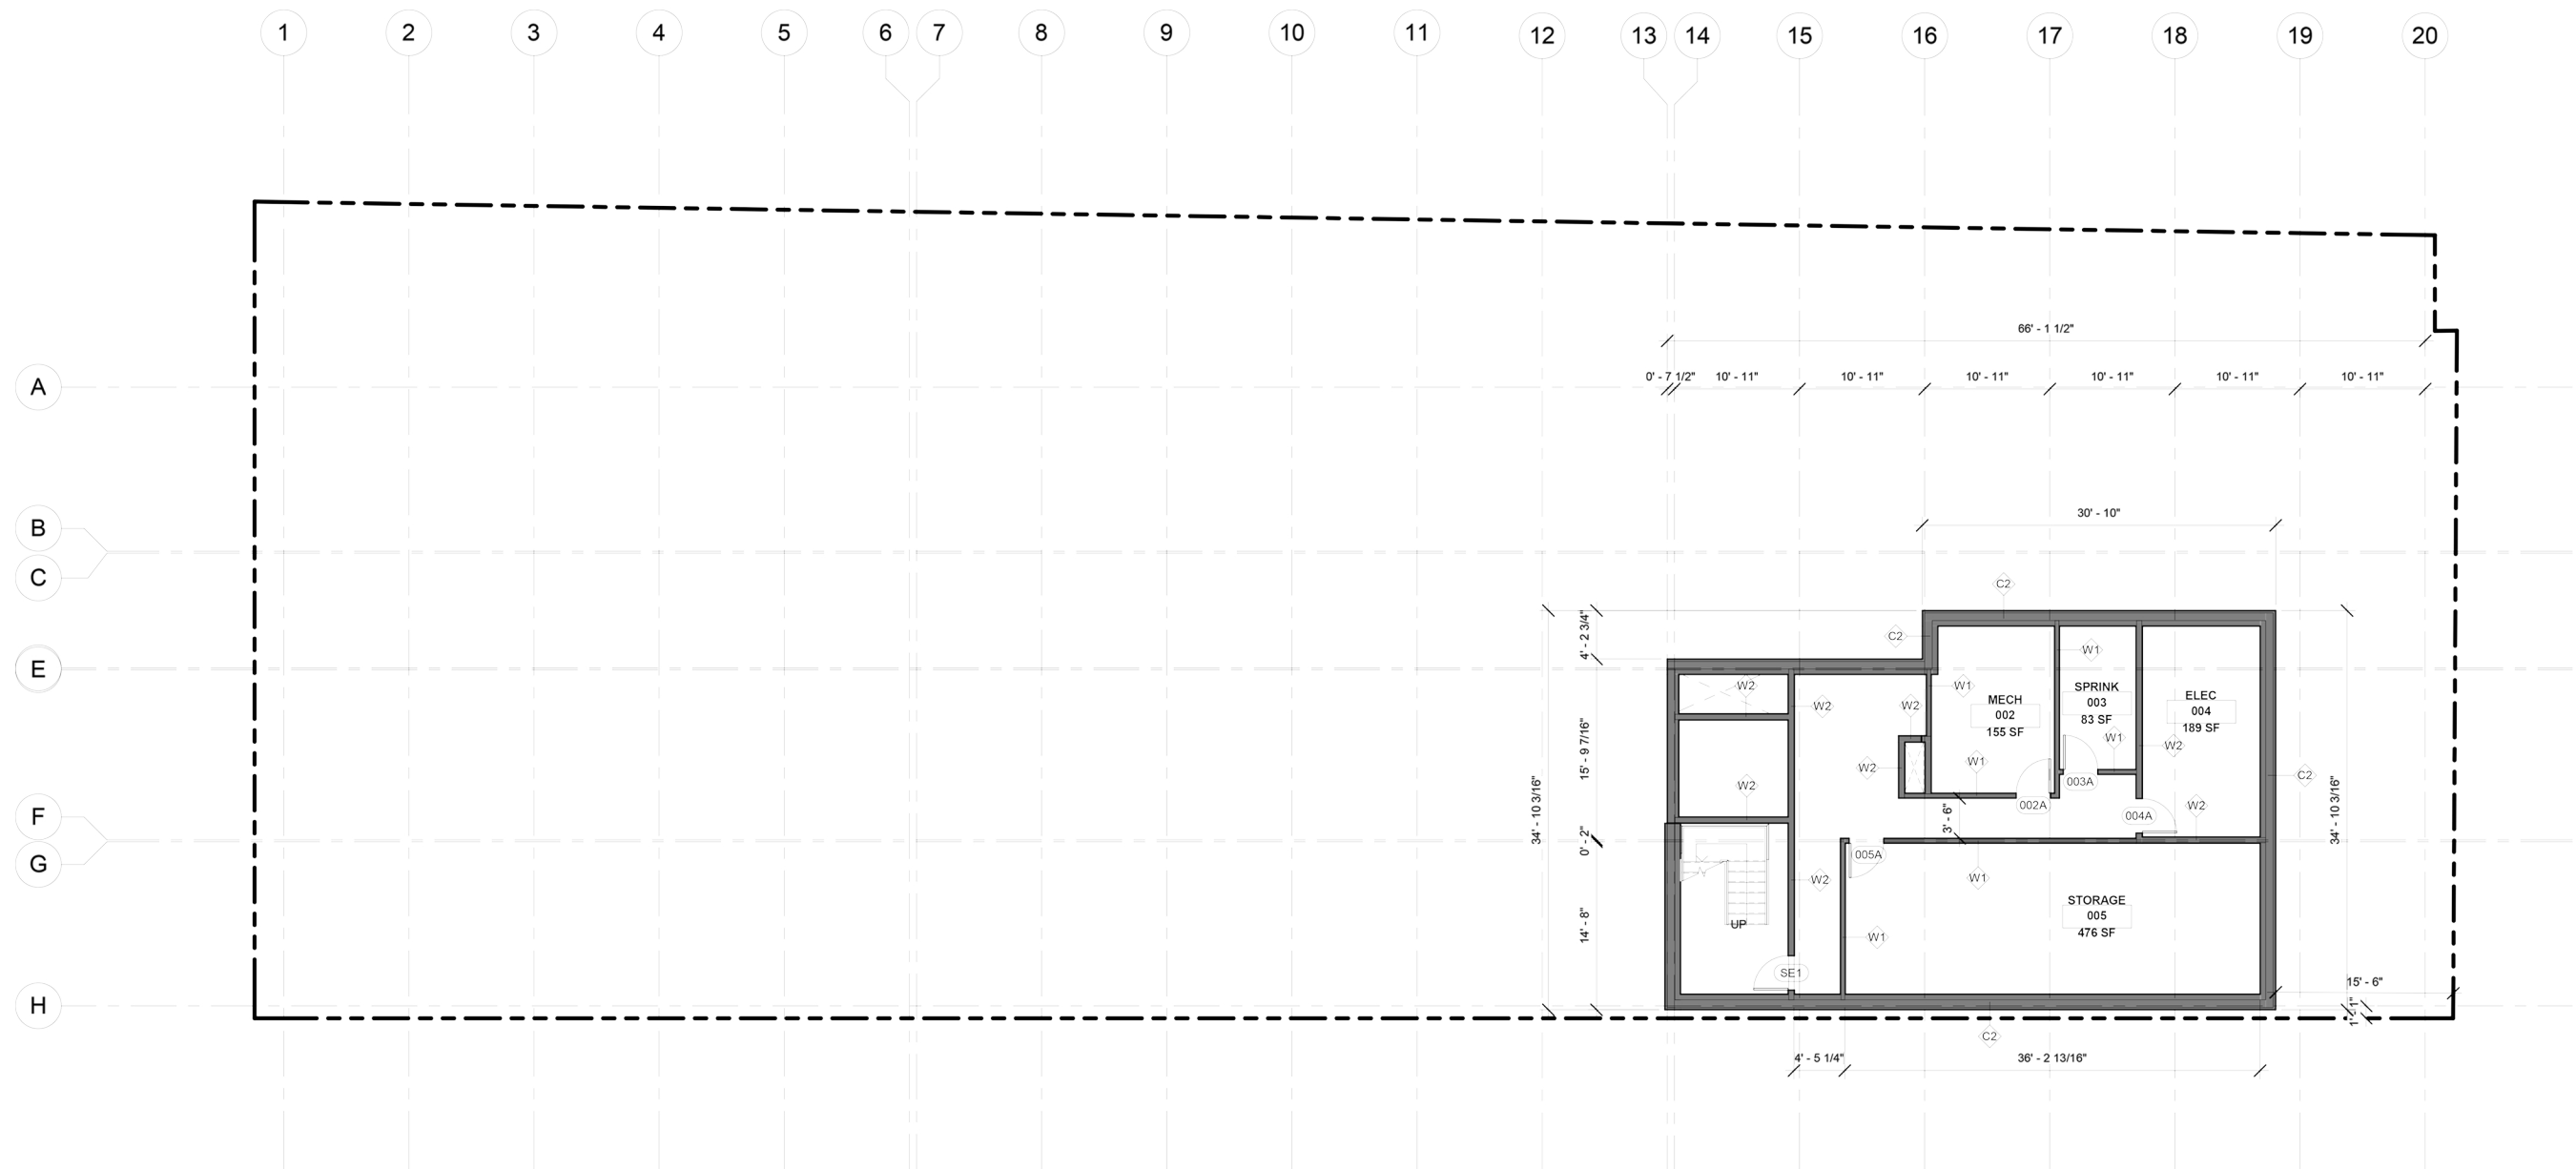 1 2 3 4 5 6 7 8 9 10 11 12 13 14 15 16 17 18 19 20
66' - 1 1/2"
A
0' - 7 1/2" 10' - 11" 10' - 11" 10' - 11" 10' - 11" 10' - 11" 10' - 11"
B
30' - 10"
C
C2
4' - 2 3/4"
C2
E
W1
W2
W1
SPRINK
003
83 SF
MECH
002
155 SF
ELEC
004
189 SF
W2
W2
15' - 9 7/16"
W1
W2
W1
W2
W2
C2
003A
34' - 10 3/16"
34' - 10 3/16"
002A
W2
004A
3' - 6"
F
0' - 2"
005A
G
W2
W1
STORAGE
005
476 SF
14' - 8"
UP
W1
SE1
15' - 6"
H
1' - 1"
C2
4' - 5 1/4" 36' - 2 13/16"